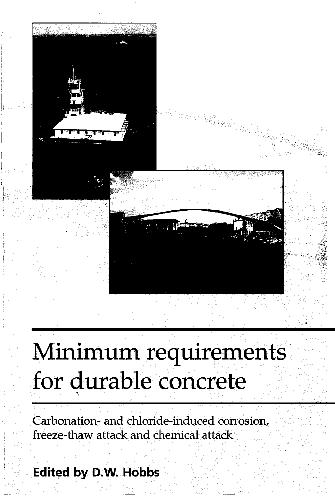 Minimum requirements
for durable concrete
Carbonation- and chloride-induced corrosion,
freeze-thaw attack and chemical attack
Edited by D.W. Hobbs